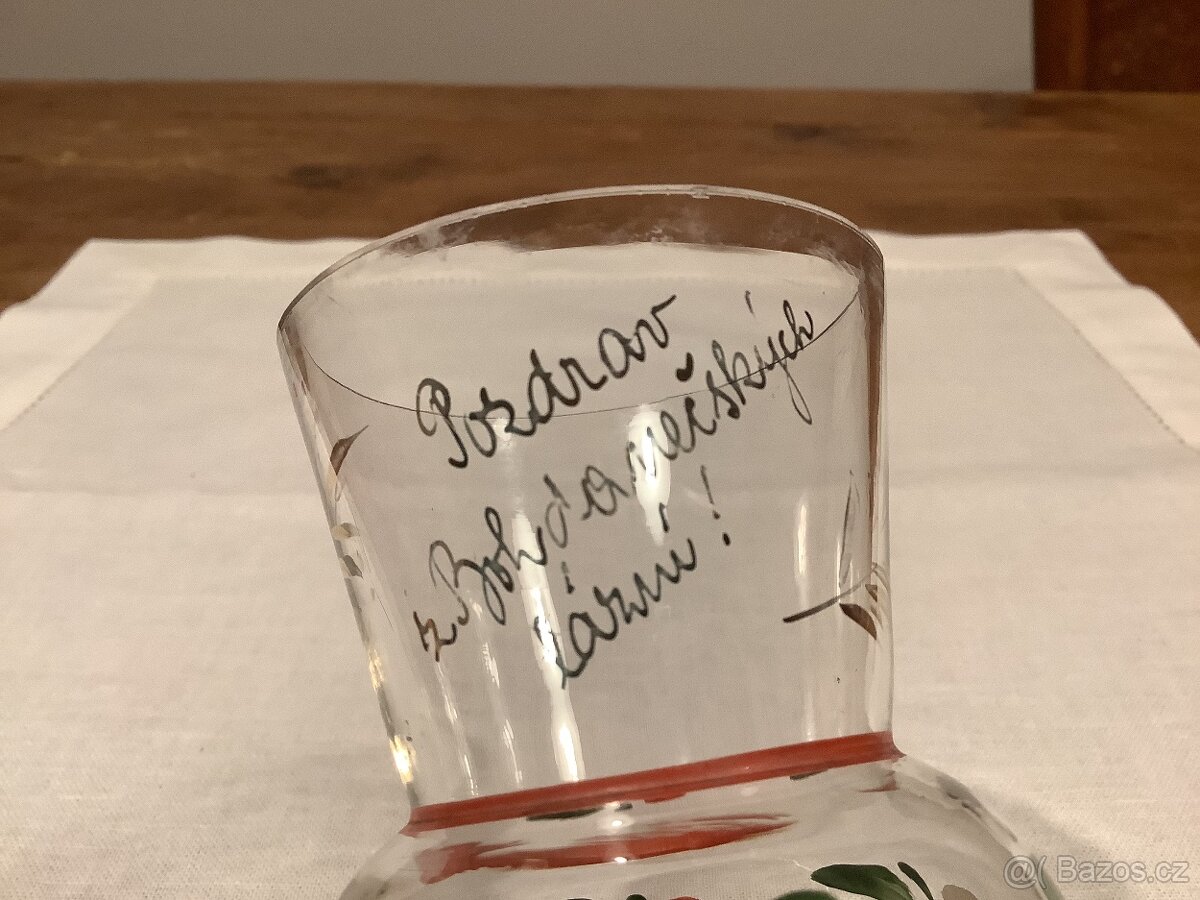 Pozdrav
z Bohdanečských
lázní!
@( Bazos.cz